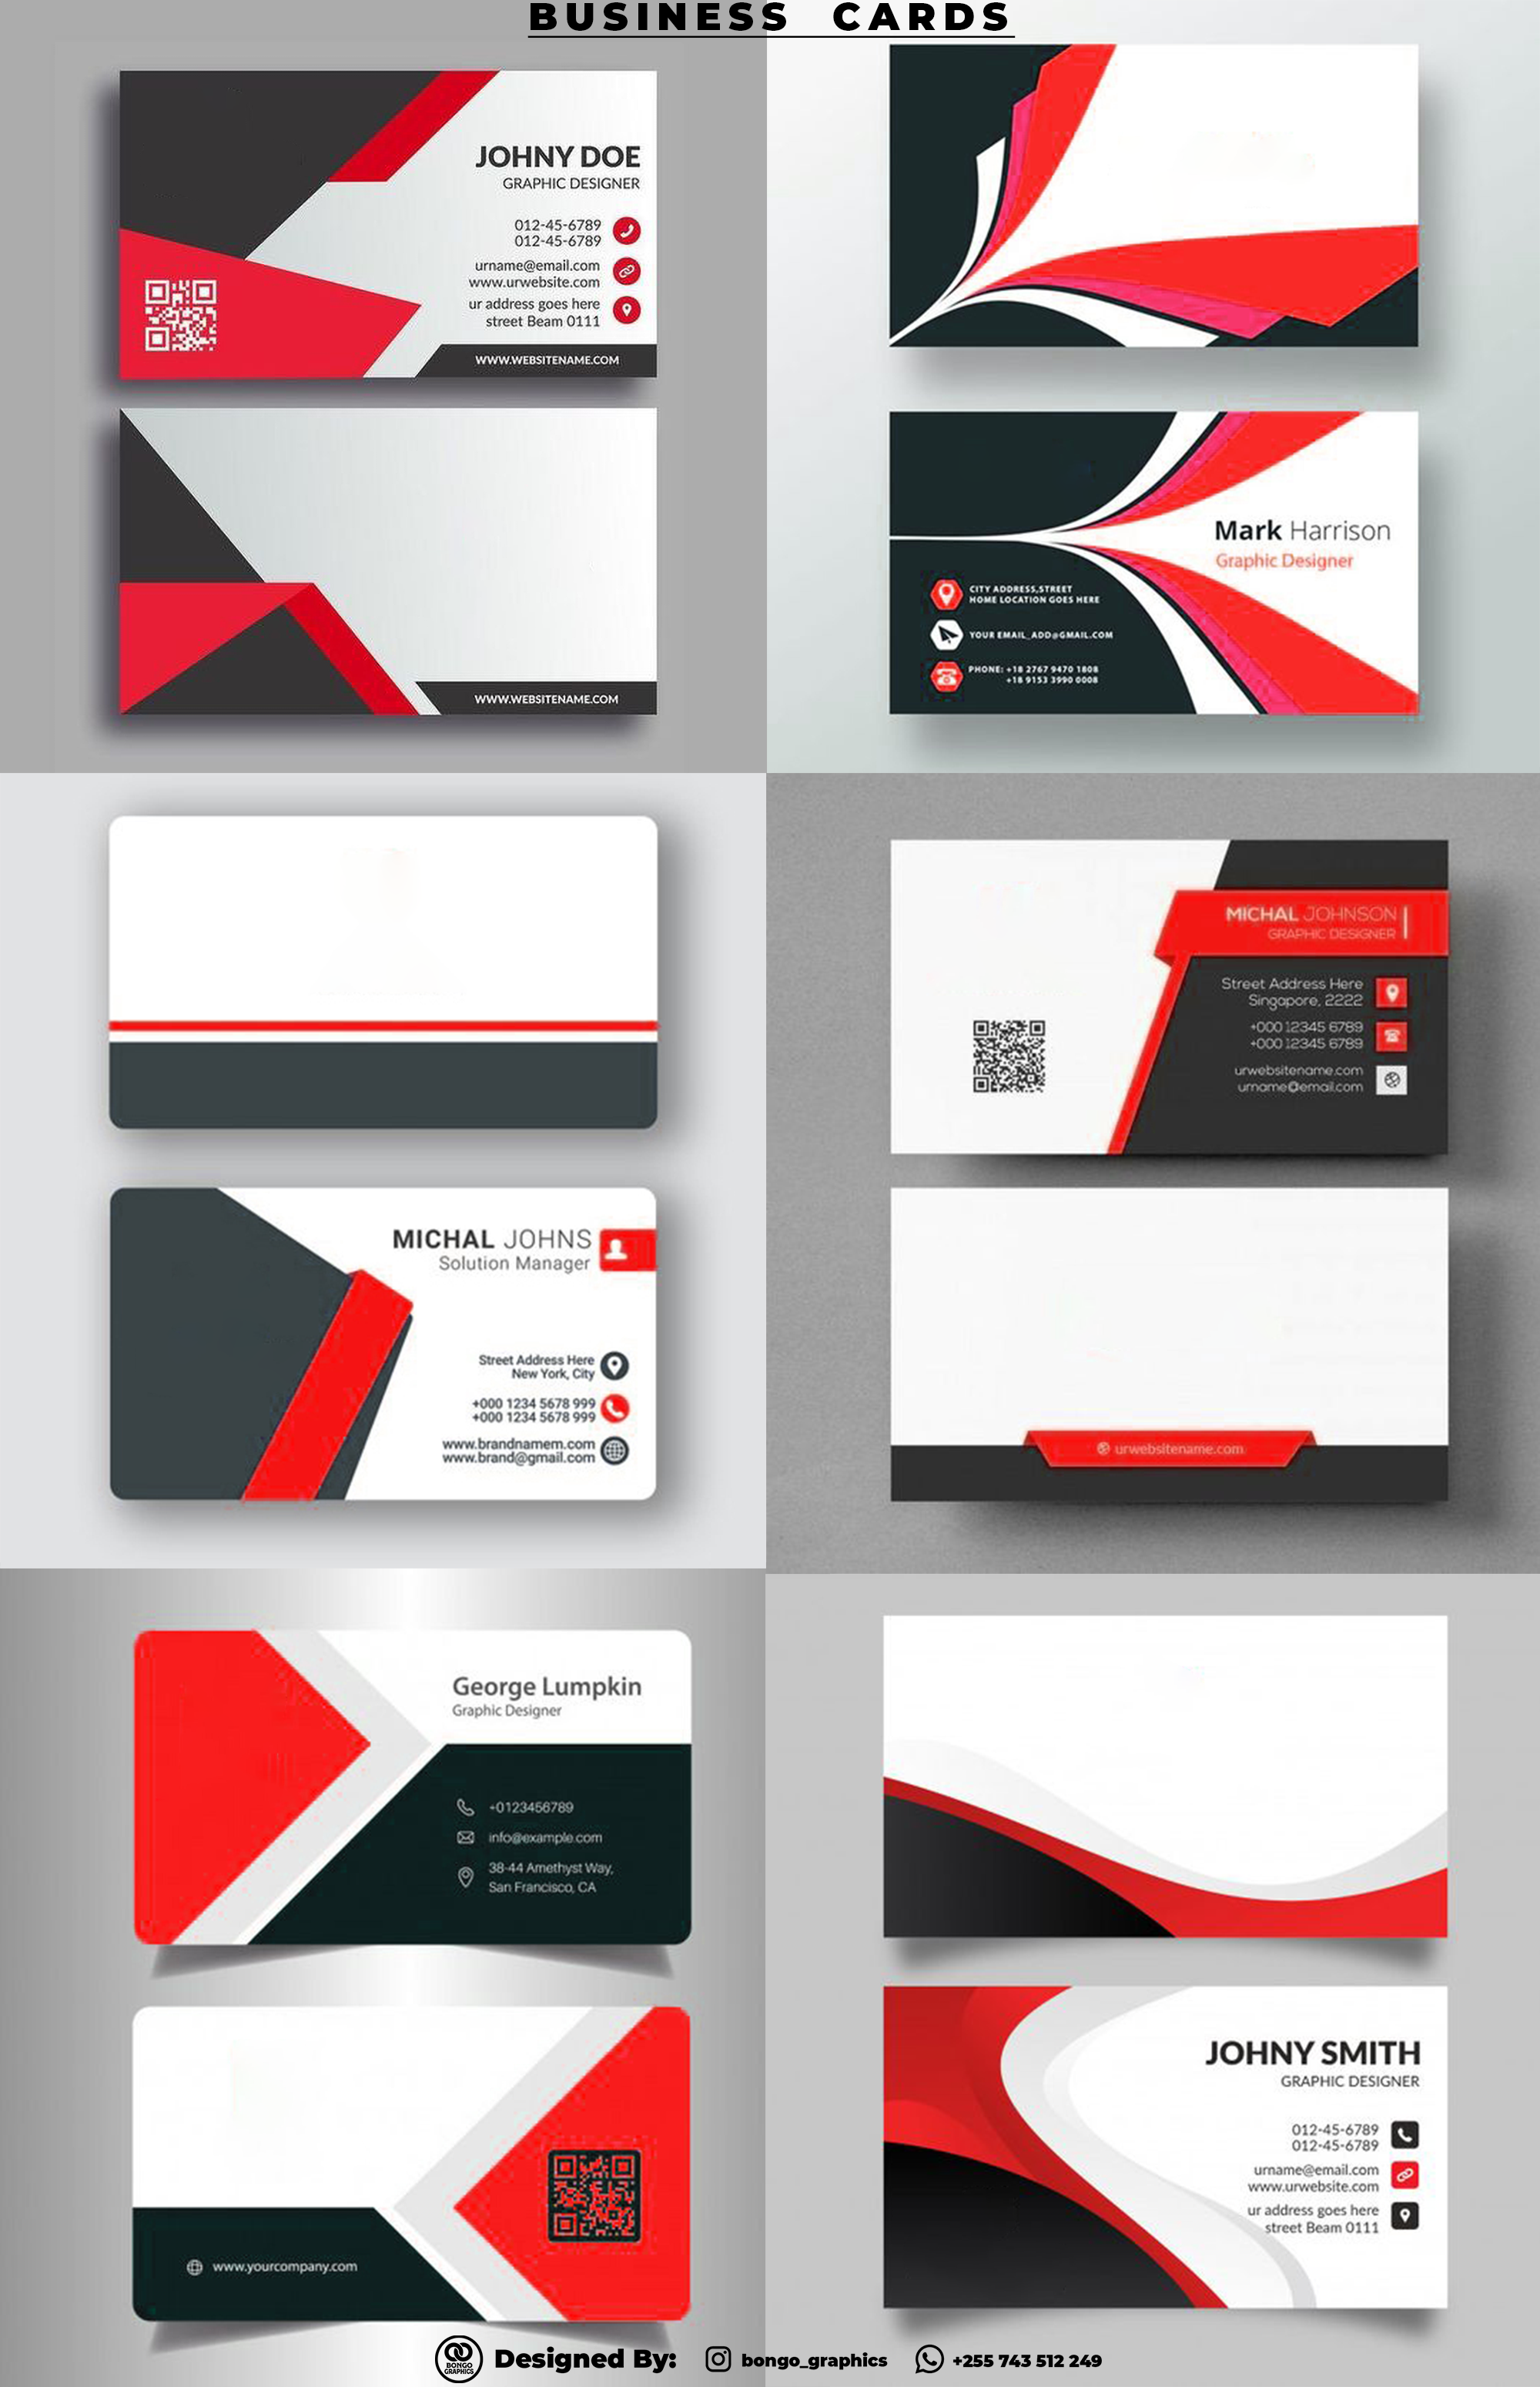 BUSINESS CARDS
JOHNY DOE
GRAPHIC DESIGNER
012-45-6789
012-45-6789
urname@email.com
www.urwebsite.com
ur address goes here
street Beam 0111
WWW.WEBSITENAME.COM
WWW.WEBSITENAME.COM
Mark Harrison
Graphic Designer
CITY ADDRESS,STREET
HOME LOCATION GOES HERE
YOUR EMAIL_ADD@GMAIL.COM
PHONE: +18 2767 9470 1808
+18 9153 3990 0008
MICHAL JOHNS
Solution Manager
Street Address Here
New York, City
+000 1234 5678 999
+000 1234 5678 999
www.brandnamem.com
www.brand@gmail.com
MICHAL JOHNSON
GRAPHIC DESIGNER
Street Address Here
Singapore, 2222
+000 12345 6789
+000 12345 6789
urwebsitename.com
urname@email.com
urwebsitename.com
George Lumpkin
Graphic Designer
+0123456789
info@example.com
38-44 Amethyst Way,
San Francisco, CA
www.yourcompany.com
JOHNY SMITH
GRAPHIC DESIGNER
012-45-6789
012-45-6789
urname@email.com
www.urwebsite.com
ur address goes here
street Beam 0111
BONGO
GRAPHICS
Designed By:
bongo_graphics
+255 743 512 249